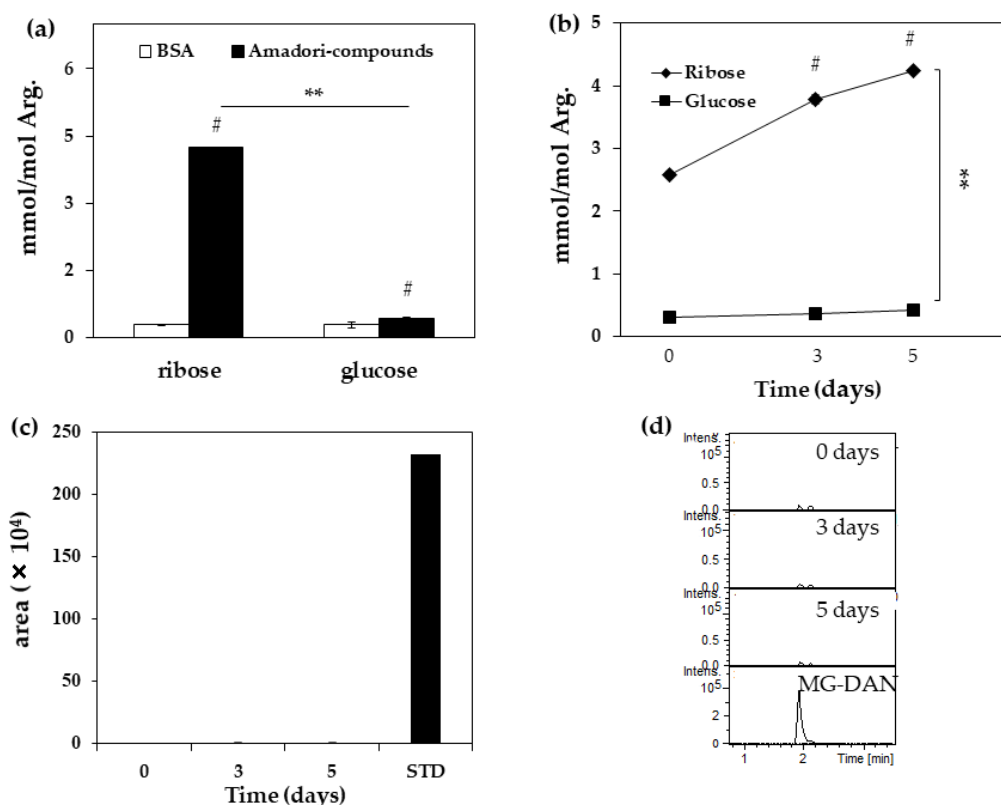 (a)
BSA
Amadori-compounds
mmol/mol Arg.
6
5
3
2
0
**
#
#
ribose
glucose
(b)
Ribose
Glucose
mmol/mol Arg.
5
4
3
2
1
0
#
#
**
0
3
5
Time (days)
(c)
area (× 10⁴)
250
200
150
100
50
0
0
3
5
STD
Time (days)
(d)
Intens.
10⁵
0.5
0.0
0 days
Intens.
10⁵
0.5
0.0
3 days
Intens.
10⁵
0.5
0.0
5 days
Intens.
10⁵
2
0
MG-DAN
1
2
Time [min]